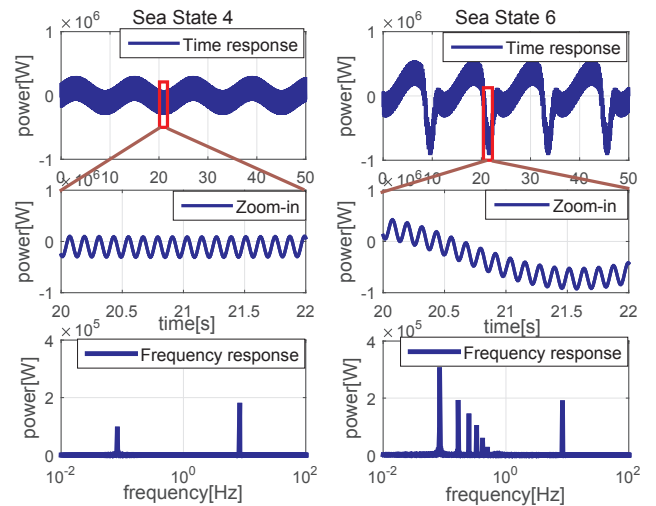 Sea State 4
× 10^6
power[W]
1
0
-1
Time response
0 10 20 30 40 50
× 10^6
power[W]
1
0
-1
Zoom-in
20 20.5 21 21.5 22
time[s]
× 10^5
power[W]
4
2
0
Frequency response
10^-2 10^0 10^2
frequency[Hz]
Sea State 6
× 10^6
power[W]
1
0
-1
Time response
0 10 20 30 40 50
× 10^6
power[W]
1
0
-1
Zoom-in
20 20.5 21 21.5 22
time[s]
× 10^5
power[W]
4
2
0
Frequency response
10^-2 10^0 10^2
frequency[Hz]